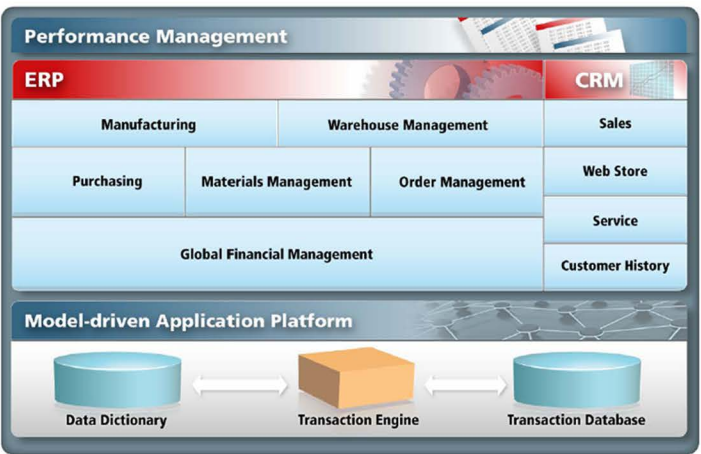 Performance Management
ERP
CRM
Manufacturing
Warehouse Management
Sales
Purchasing
Materials Management
Order Management
Web Store
Service
Global Financial Management
Customer History
Model-driven Application Platform
Data Dictionary
Transaction Engine
Transaction Database